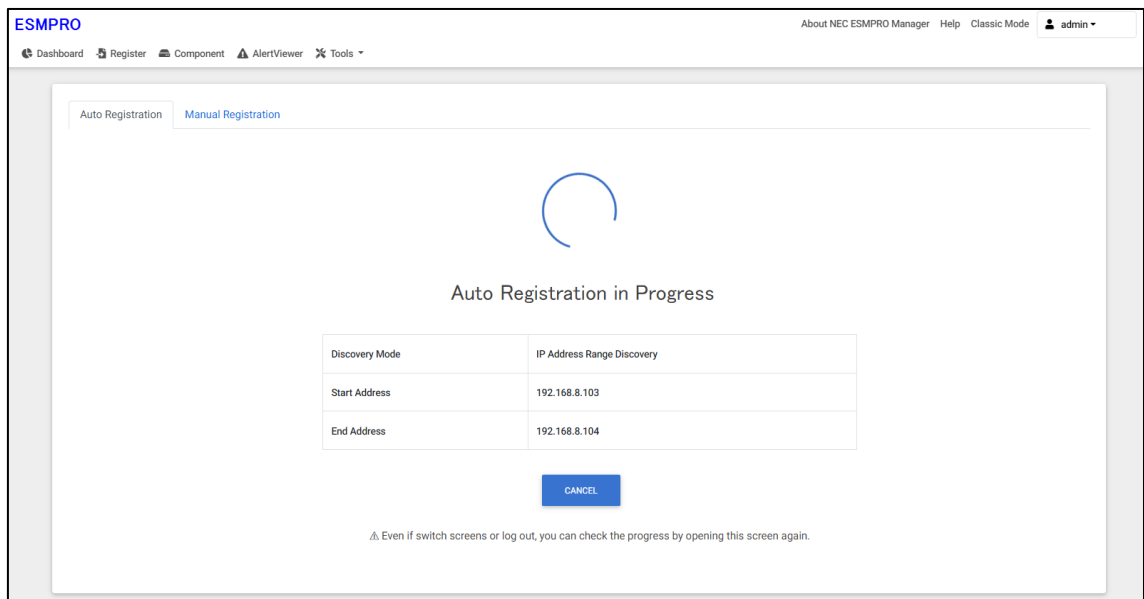 ESMPRO
About NEC ESMPRO Manager Help Classic Mode admin
Dashboard Register Component AlertViewer Tools
Auto Registration Manual Registration
Auto Registration in Progress
Discovery Mode IP Address Range Discovery
Start Address 192.168.8.103
End Address 192.168.8.104
CANCEL
⚠ Even if switch screens or log out, you can check the progress by opening this screen again.